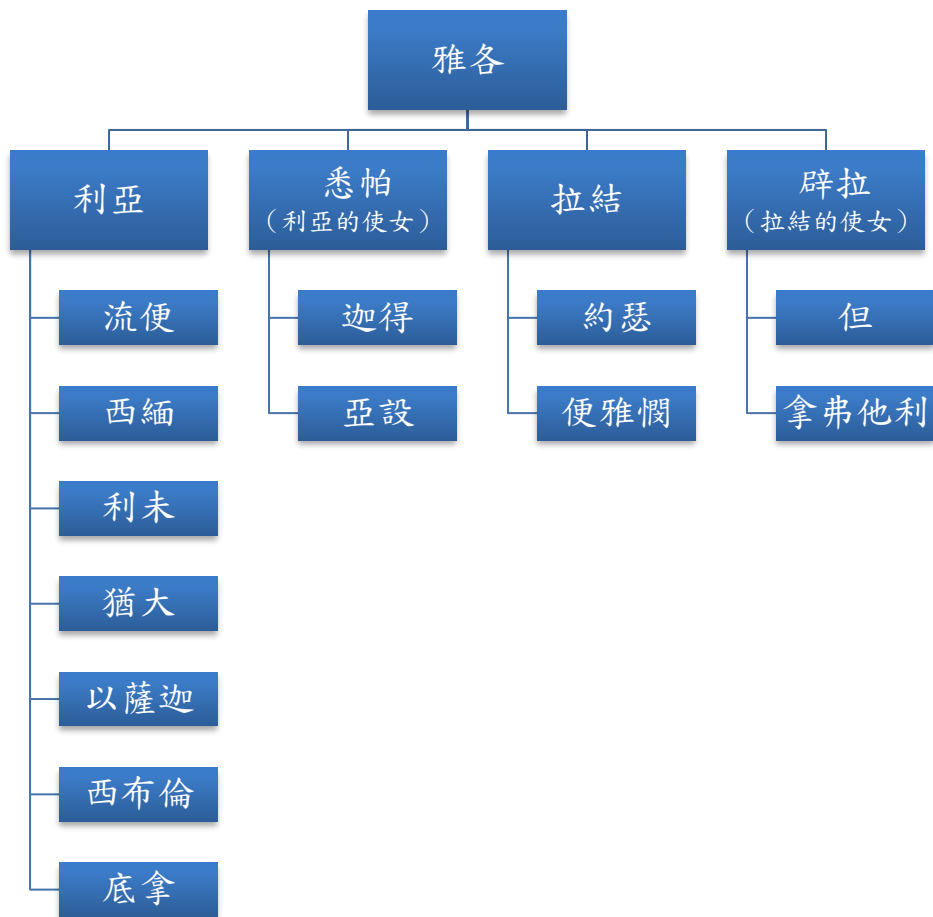 雅各
利亞
悉帕
（利亞的使女）
拉結
辟拉
（拉結的使女）
流便
西緬
利未
猶大
以薩迦
西布倫
底拿
迦得
亞設
約瑟
便雅憫
但
拿弗他利